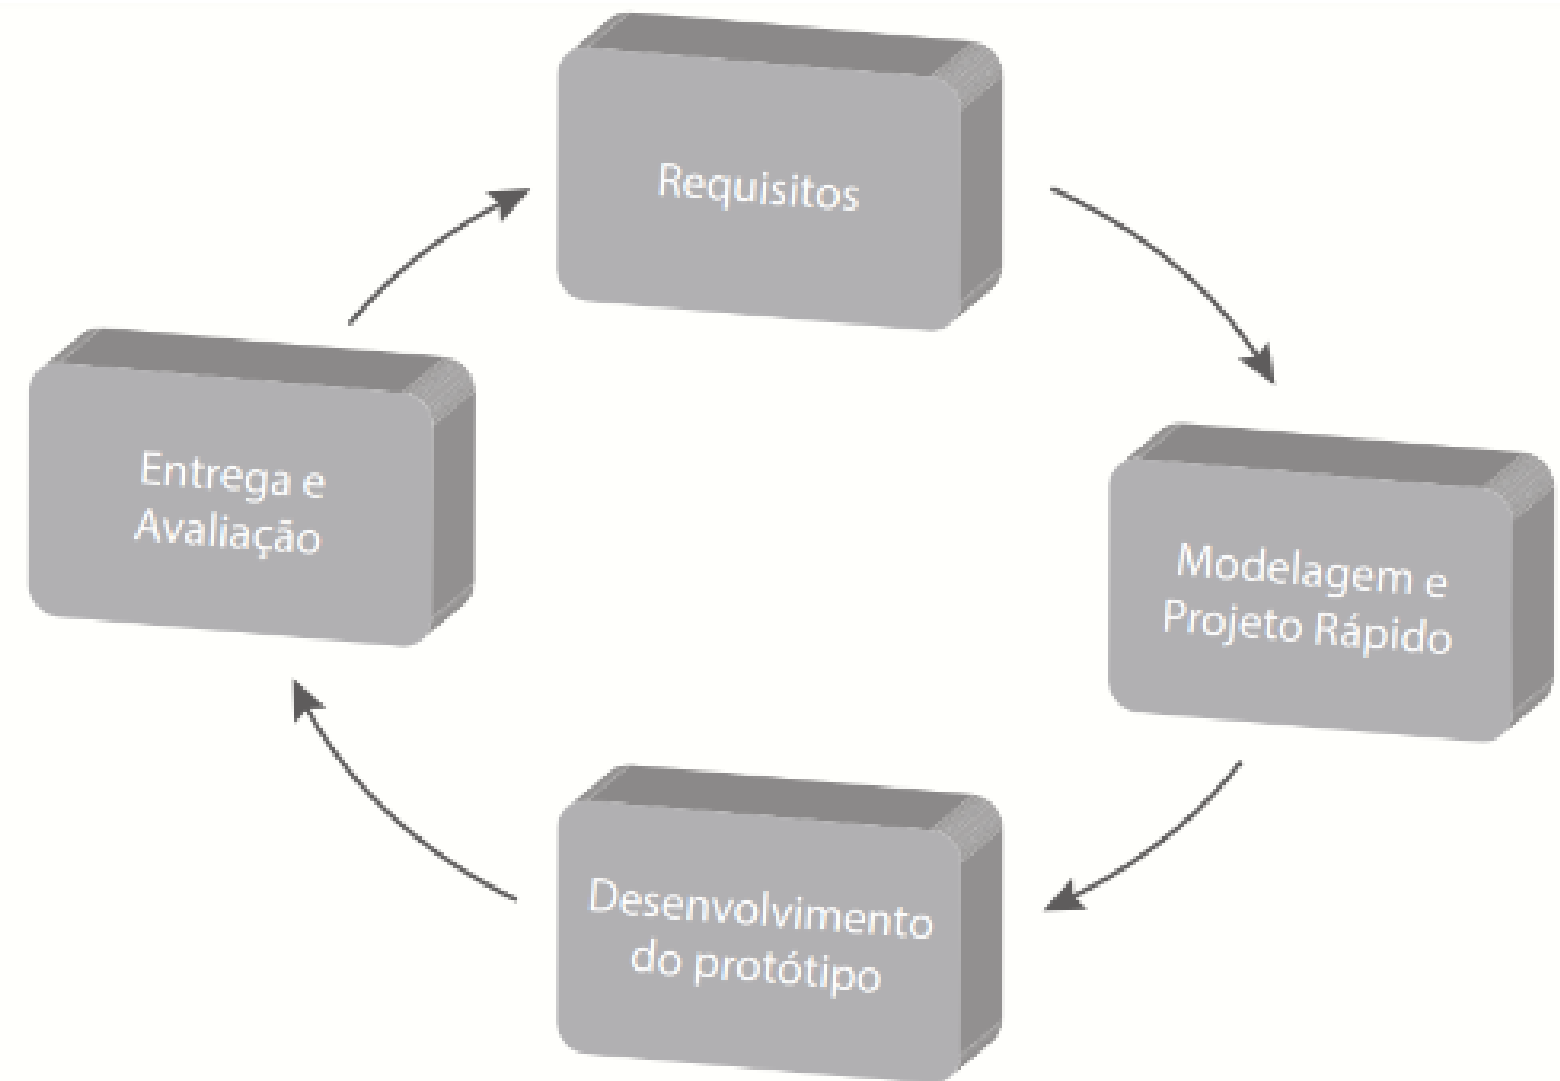 Requisitos
Entrega e
Avaliação
Modelagem e
Projeto Rápido
Desenvolvimento
do protótipo